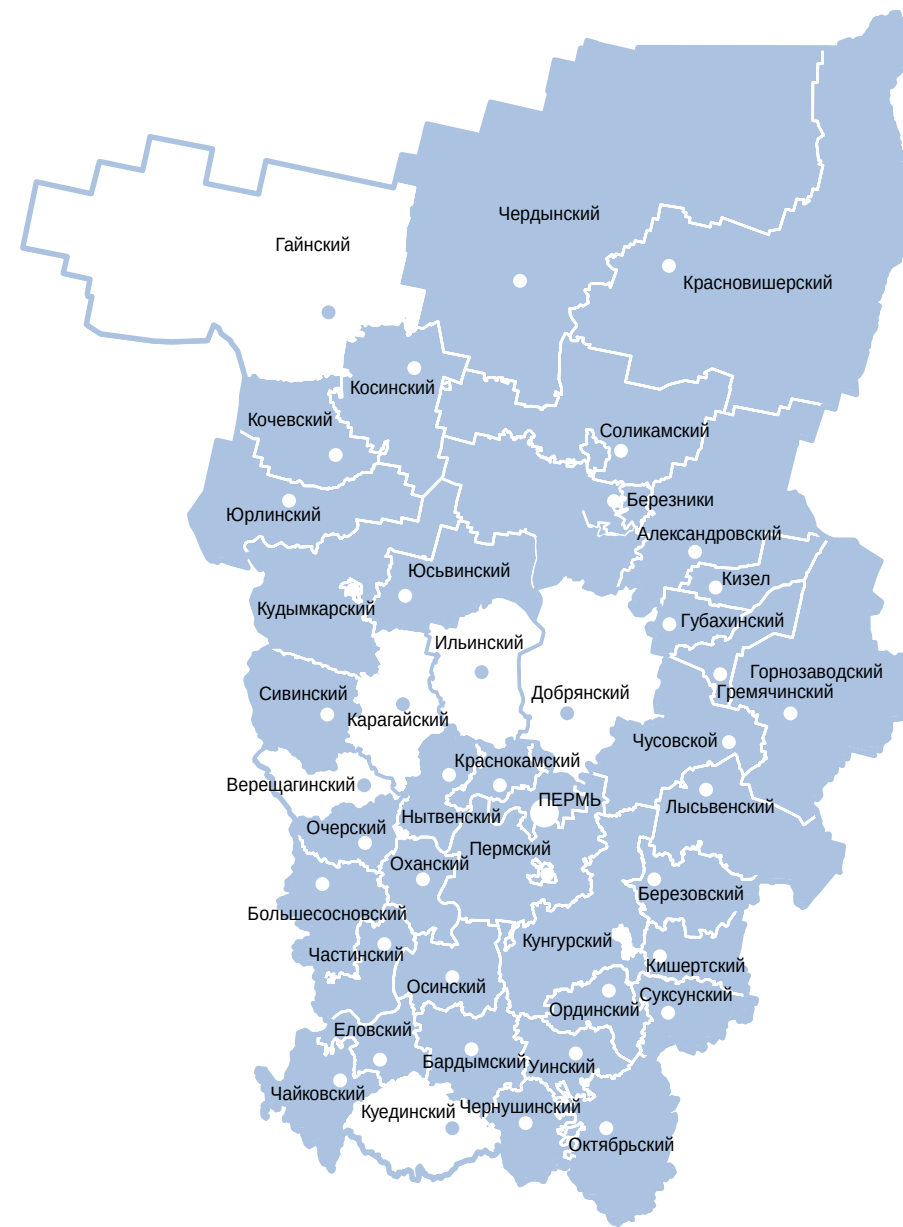 Чердынский
Гайнский
Красновишерский
Косинский
Кочевский
Соликамский
Березники
Юрлинский
Александровский
Юсьвинский
Кизел
Кудымкарский
Губахинский
Ильинский
Горнозаводский
Сивинский
Добрянский
Гремячинский
Карагайский
Чусовской
Краснокамский
Верещагинский
ПЕРМЬ
Лысьвенский
Нытвенский
Очерский
Пермский
Оханский
Березовский
Большесосновский
Кунгурский
Частинский
Кишертский
Осинский
Суксунский
Ординский
Еловский
Бардымский
Уинский
Чайковский
Куединский
Чернушинский
Октябрьский